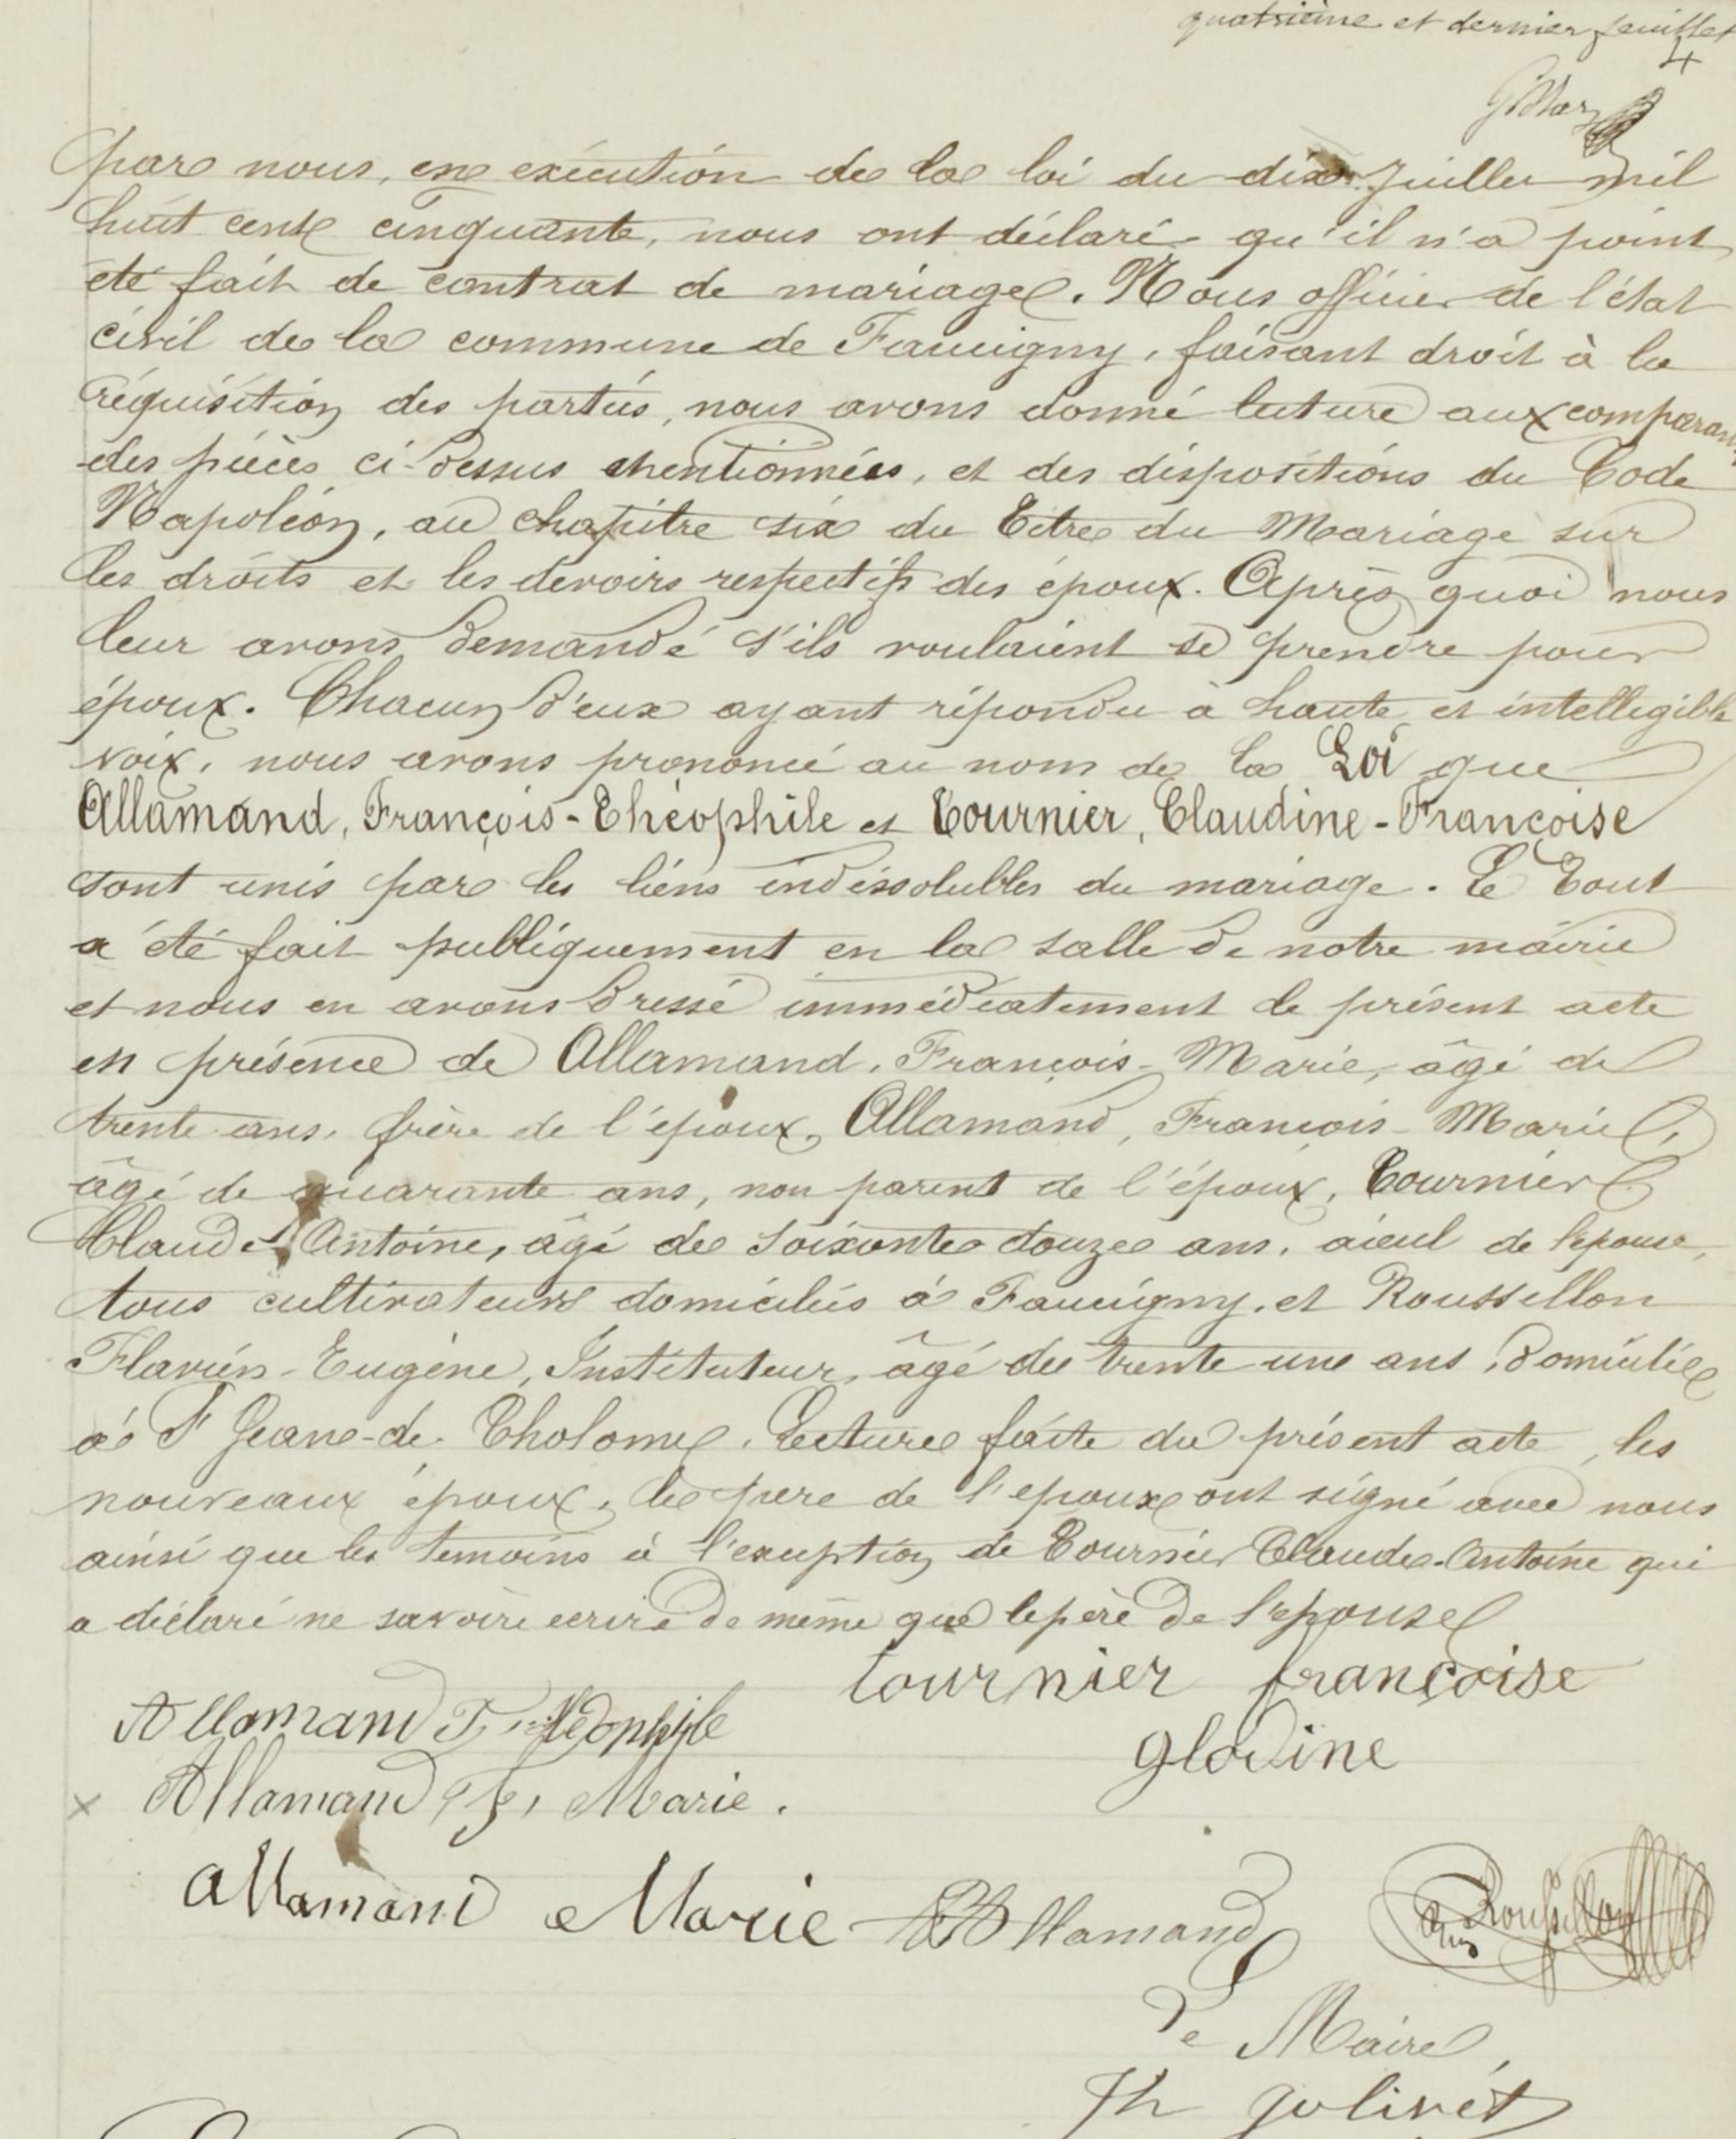 quatrième et dernier feuillet
4
par nous, en exécution de la loi du dix Juillet mil
huit cent cinquante, nous ont déclaré qu'il n'a point
été fait de contrat de mariage. Nous officier de l'état
civil de la commune de Faucigny, faisant droit à la
réquisition des parties, nous avons donné lecture aux comparants
des pièces ci-dessus mentionnées, et des dispositions du Code
Napoléon, au chapitre six du Titre du Mariage sur
les droits et les devoirs respectifs des époux. Après quoi nous
leur avons demandé s'ils voulaient se prendre pour
époux. Chacun d'eux ayant répondu à haute et intelligible
voix, nous avons prononcé au nom de la Loi que
Allamand, François-Théophile et Tournier, Claudine-Françoise
sont unis par les liens indissolubles du mariage. Le Tout
a été fait publiquement en la salle de notre mairie
et nous en avons dressé immédiatement le présent acte
en présence de Allamand, François-Marie, âgé de
trente ans, frère de l'époux, Allamand, François-Marie,
âgé de quarante ans, non parent de l'époux, Tournier
Claude-Antoine, âgé de soixante douze ans, aïeul de l'epouse,
tous cultivateurs domiciliés à Faucigny, et Roussillon
Flavien-Eugène, Instituteur, âgé de trente une ans, domicilié
à St Jean-de-Tholome. Lecture faite du présent acte, les
nouveaux époux, le père de l'epoux ont signé avec nous
ainsi que les temoins à l'exception de Tournier Claude-Antoine qui
a déclaré ne savoir ecrire de même que le père de l'epouse
tournier françoise
glodine
Allamand F. Théophile
x Allamand F. Marie.
Allamand Marie Allamand Roussillon
Le Maire,
Th Jolivet